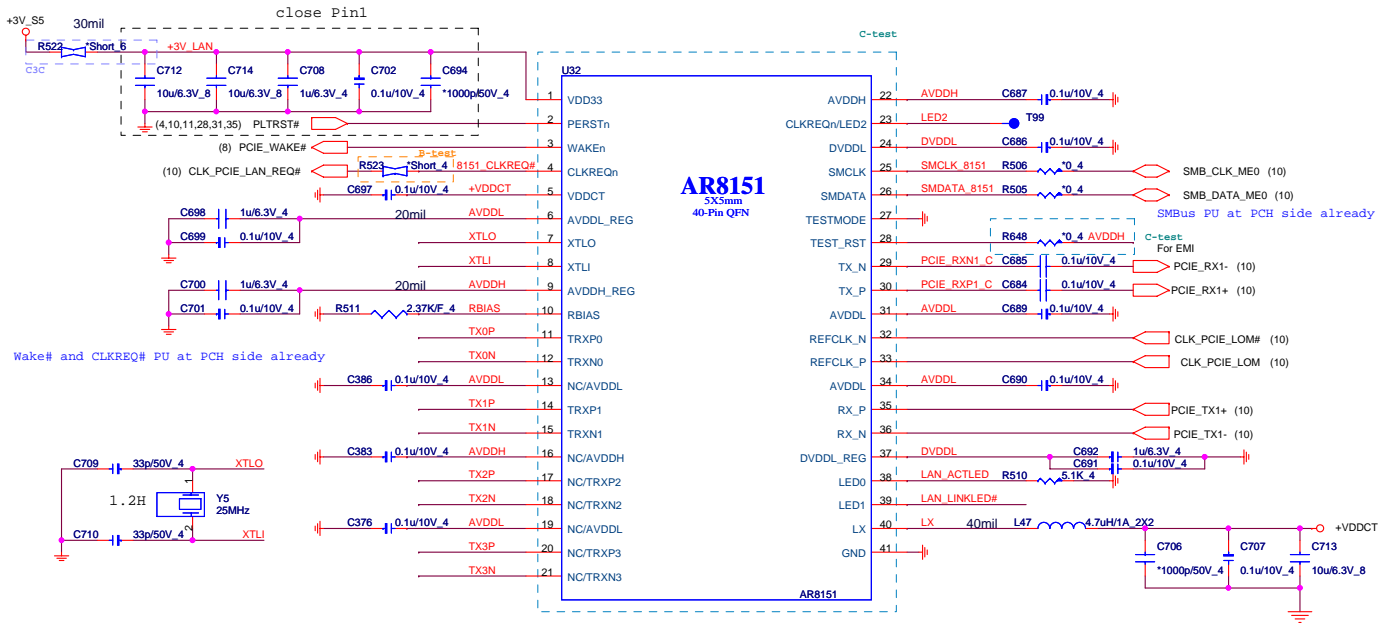 close Pin1
C-test
+3V_S5
30mil
R522 *Short_6 +3V_LAN
C3C
C712 C714 C708 C702 C694
10u/6.3V_8 10u/6.3V_8 1u/6.3V_4 0.1u/10V_4 *1000p/50V_4
U32
1 VDD33
AVDDH 22 AVDDH C687 0.1u/10V_4
(4,10,11,28,31,35) PLTRST# 2 PERSTn
CLKREQn/LED2 23 LED2 T99
(8) PCIE_WAKE# 3 WAKEn
DVDDL 24 DVDDL C686 0.1u/10V_4
B-test
(10) CLK_PCIE_LAN_REQ# R523 *Short_4 8151_CLKREQ# 4 CLKREQn
SMCLK 25 SMCLK_8151 R506 *0_4 SMB_CLK_ME0 (10)
C697 0.1u/10V_4 +VDDCT 5 VDDCT
SMDATA 26 SMDATA_8151 R505 *0_4 SMB_DATA_ME0 (10)
AR8151
5X5mm
40-Pin QFN
SMBus PU at PCH side already
C698 1u/6.3V_4 20mil AVDDL 6 AVDDL_REG
TESTMODE 27
C699 0.1u/10V_4 XTLO 7 XTLO
TEST_RST 28 R648 *0_4 AVDDH
C-test
For EMI
XTLI 8 XTLI
TX_N 29 PCIE_RXN1_C C685 0.1u/10V_4 PCIE_RX1- (10)
C700 1u/6.3V_4 20mil AVDDH 9 AVDDH_REG
TX_P 30 PCIE_RXP1_C C684 0.1u/10V_4 PCIE_RX1+ (10)
C701 0.1u/10V_4 R511 2.37K/F_4 RBIAS 10 RBIAS
AVDDL 31 AVDDL C689 0.1u/10V_4
TX0P 11 TRXP0
REFCLK_N 32 CLK_PCIE_LOM# (10)
Wake# and CLKREQ# PU at PCH side already
TX0N 12 TRXN0
REFCLK_P 33 CLK_PCIE_LOM (10)
C386 0.1u/10V_4 AVDDL 13 NC/AVDDL
AVDDL 34 AVDDL C690 0.1u/10V_4
TX1P 14 TRXP1
RX_P 35 PCIE_TX1+ (10)
TX1N 15 TRXN1
RX_N 36 PCIE_TX1- (10)
C383 0.1u/10V_4 AVDDH 16 NC/AVDDH
DVDDL_REG 37 DVDDL C692 1u/6.3V_4
C691 0.1u/10V_4
C709 33p/50V_4 XTLO
TX2P 17 NC/TRXP2
LED0 38 LAN_ACTLED R510 5.1K_4
1
1.2H
Y5
25MHz
2
TX2N 18 NC/TRXN2
LED1 39 LAN_LINKLED#
C376 0.1u/10V_4 AVDDL 19 NC/AVDDL
LX 40 LX 40mil L47 4.7uH/1A_2X2 +VDDCT
C710 33p/50V_4 XTLI
TX3P 20 NC/TRXP3
GND 41
C706 C707 C713
*1000p/50V_4 0.1u/10V_4 10u/6.3V_8
TX3N 21 NC/TRXN3
AR8151